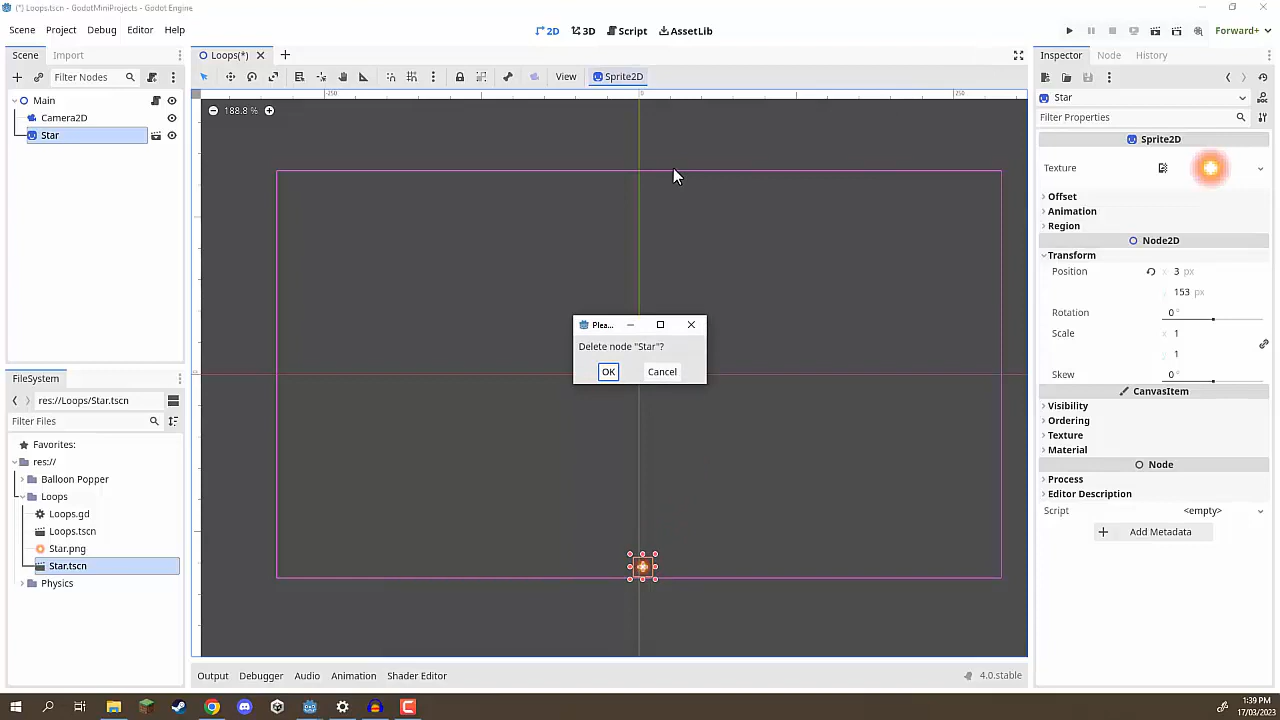 (*) Loops.tscn - GodotMiniProjects - Godot Engine
Scene Project Debug Editor Help
2D 3D Script AssetLib
Forward+
Scene Import
Filter Nodes
Main
Camera2D
Star
Loops(*)
View Sprite2D
-250 0 250
188.8 %
Plea...
Delete node "Star"?
OK Cancel
FileSystem
res://Loops/Star.tscn
Filter Files
Favorites:
res://
Balloon Popper
Loops
Loops.gd
Loops.tscn
Star.png
Star.tscn
Physics
Output Debugger Audio Animation Shader Editor
4.0.stable
Inspector Node History
Star
Filter Properties
Sprite2D
Texture
Offset
Animation
Region
Node2D
Transform
Position x 3 px
y 153 px
Rotation 0 °
Scale x 1
y 1
Skew 0 °
CanvasItem
Visibility
Ordering
Texture
Material
Node
Process
Editor Description
Script <empty>
Add Metadata
1:39 PM
17/03/2023